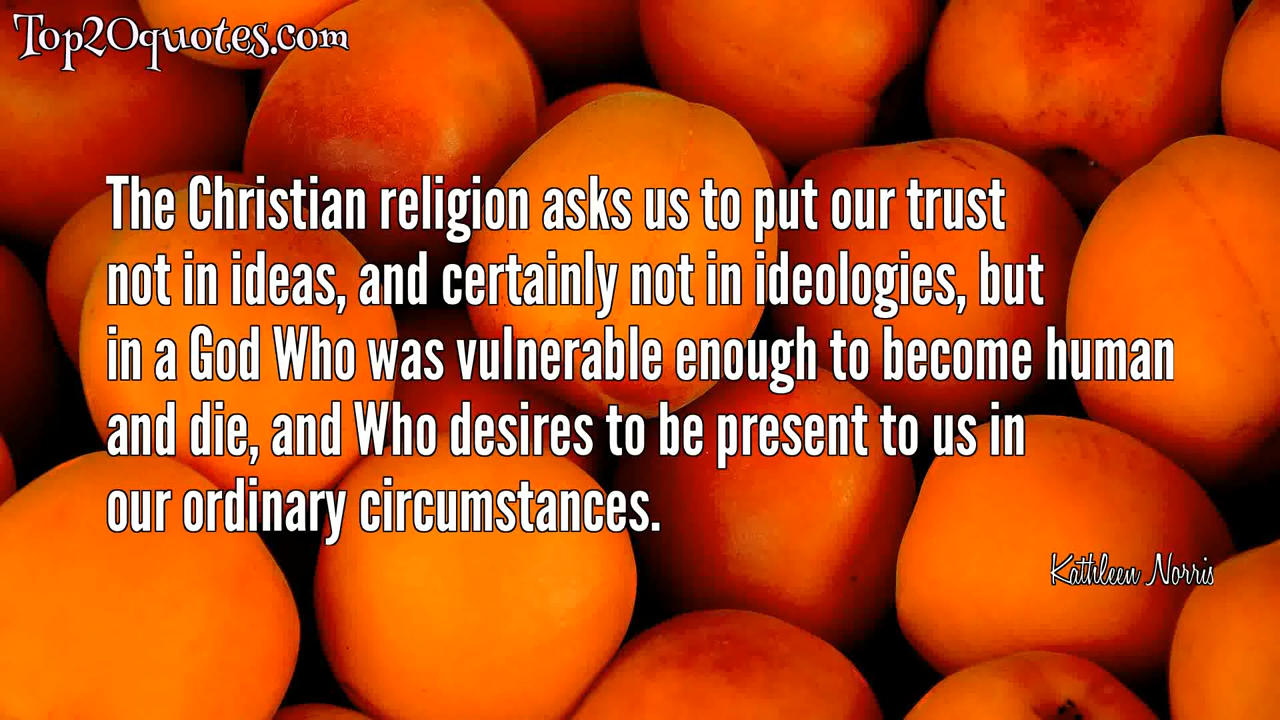 Top20quotes.com
The Christian religion asks us to put our trust
not in ideas, and certainly not in ideologies, but
in a God Who was vulnerable enough to become human
and die, and Who desires to be present to us in
our ordinary circumstances.
Kathleen Norris